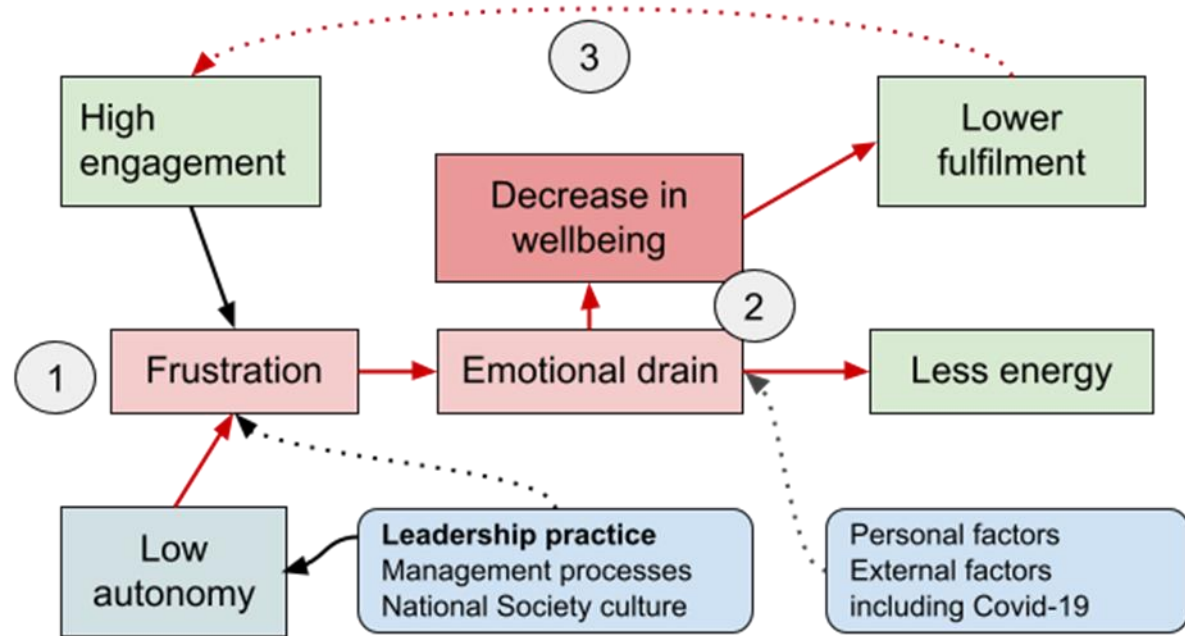 3
High
engagement
Lower
fulfilment
Decrease in
wellbeing
2
1
Frustration
Emotional drain
Less energy
Low
autonomy
Leadership practice
Management processes
National Society culture
Personal factors
External factors
including Covid-19